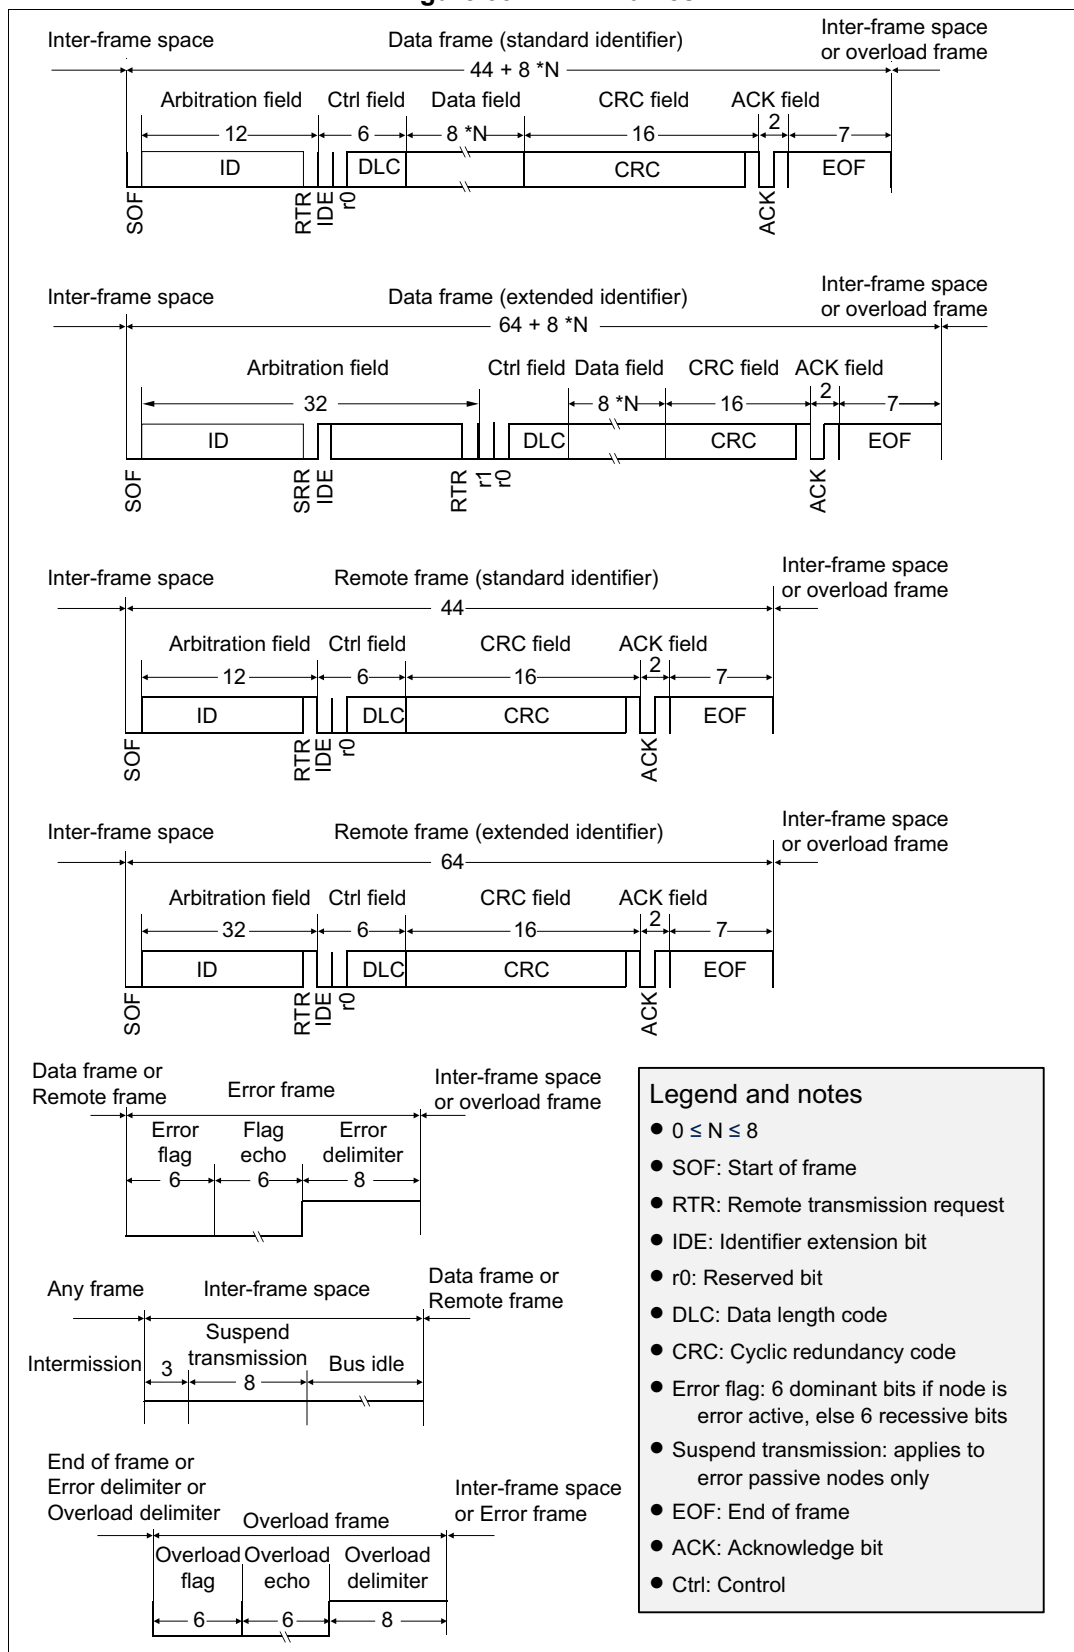 Inter-frame space
Data frame (standard identifier)
Inter-frame space
or overload frame
44 + 8 *N
Arbitration field
Ctrl field
Data field
CRC field
ACK field
12
6
8 *N
16
2
7
ID
DLC
CRC
EOF
SOF
RTR
IDE
r0
ACK
Inter-frame space
Data frame (extended identifier)
Inter-frame space
or overload frame
64 + 8 *N
Arbitration field
Ctrl field
Data field
CRC field
ACK field
32
8 *N
16
2
7
ID
DLC
CRC
EOF
SOF
SRR
IDE
RTR
r1
r0
ACK
Inter-frame space
Remote frame (standard identifier)
Inter-frame space
or overload frame
44
Arbitration field
Ctrl field
CRC field
ACK field
12
6
16
2
7
ID
DLC
CRC
EOF
SOF
RTR
IDE
r0
ACK
Inter-frame space
Remote frame (extended identifier)
Inter-frame space
or overload frame
64
Arbitration field
Ctrl field
CRC field
ACK field
32
6
16
2
7
ID
DLC
CRC
EOF
SOF
RTR
IDE
r0
ACK
Data frame or
Remote frame
Error frame
Inter-frame space
or overload frame
Error
flag
Flag
echo
Error
delimiter
6
6
8
Any frame
Inter-frame space
Data frame or
Remote frame
Intermission
3
Suspend
transmission
8
Bus idle
End of frame or
Error delimiter or
Overload delimiter
Overload frame
Inter-frame space
or Error frame
Overload
flag
Overload
echo
Overload
delimiter
6
6
8
Legend and notes
● 0 ≤ N ≤ 8
● SOF: Start of frame
● RTR: Remote transmission request
● IDE: Identifier extension bit
● r0: Reserved bit
● DLC: Data length code
● CRC: Cyclic redundancy code
● Error flag: 6 dominant bits if node is
error active, else 6 recessive bits
● Suspend transmission: applies to
error passive nodes only
● EOF: End of frame
● ACK: Acknowledge bit
● Ctrl: Control